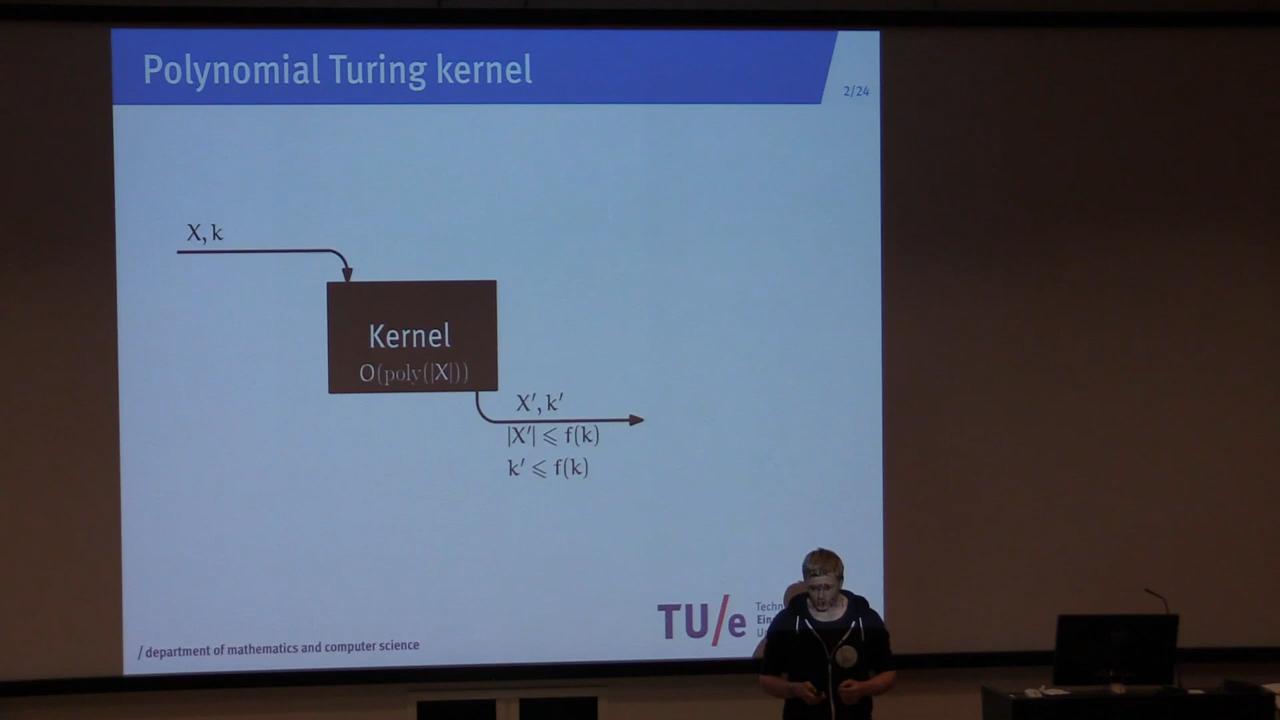 Polynomial Turing kernel
2/24
X, k
Kernel
O(poly(|X|))
X′, k′
|X′| ⩽ f(k)
k′ ⩽ f(k)
TU/e
/ department of mathematics and computer science